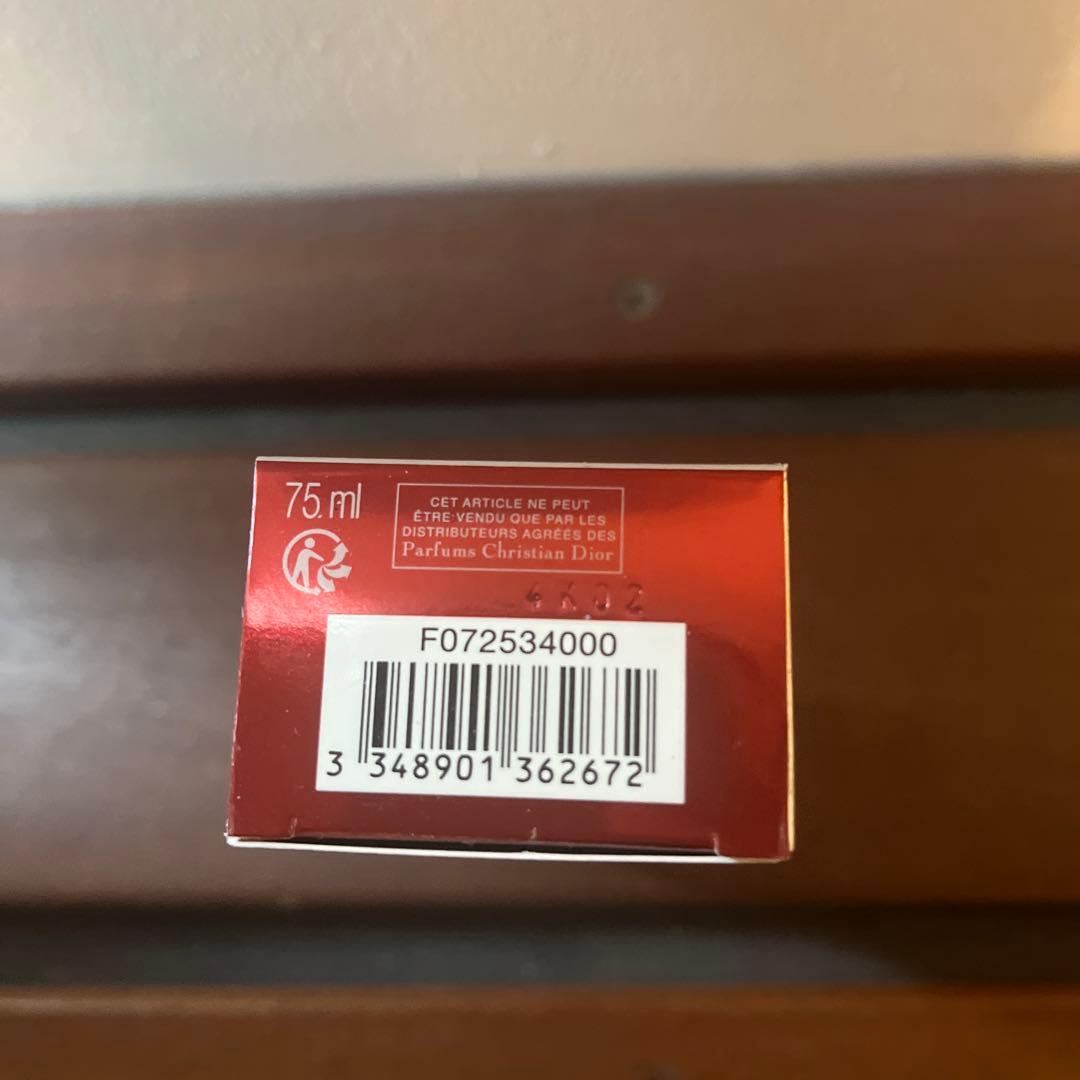 75 ml
CET ARTICLE NE PEUT
ÊTRE VENDU QUE PAR LES
DISTRIBUTEURS AGRÉÉS DES
Parfums Christian Dior
4K02
F072534000
3 348901 362672